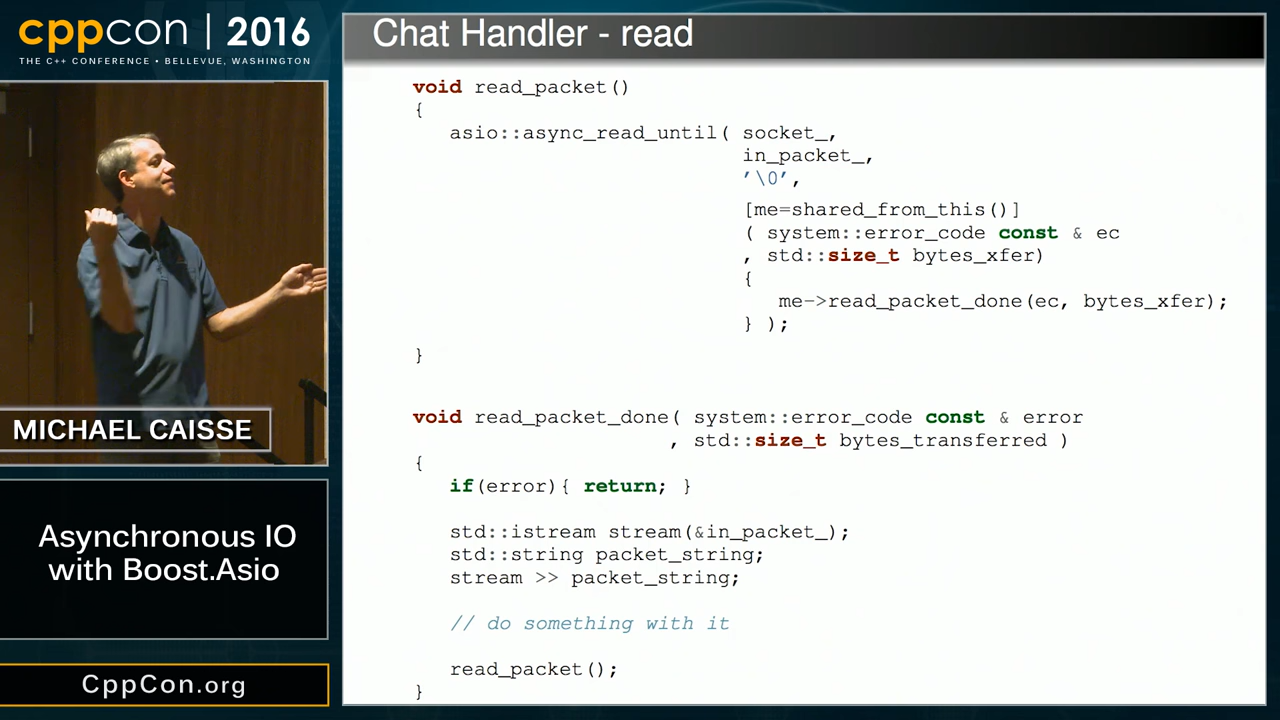 cppcon | 2016
THE C++ CONFERENCE • BELLEVUE, WASHINGTON
MICHAEL CAISSE
Asynchronous IO
with Boost.Asio
CppCon.org
Chat Handler - read
void read_packet()
{
asio::async_read_until( socket_,
in_packet_,
'\0',
[me=shared_from_this()]
( system::error_code const & ec
, std::size_t bytes_xfer)
{
me->read_packet_done(ec, bytes_xfer);
} );
}
void read_packet_done( system::error_code const & error
, std::size_t bytes_transferred )
{
if(error){ return; }
std::istream stream(&in_packet_);
std::string packet_string;
stream >> packet_string;
// do something with it
read_packet();
}